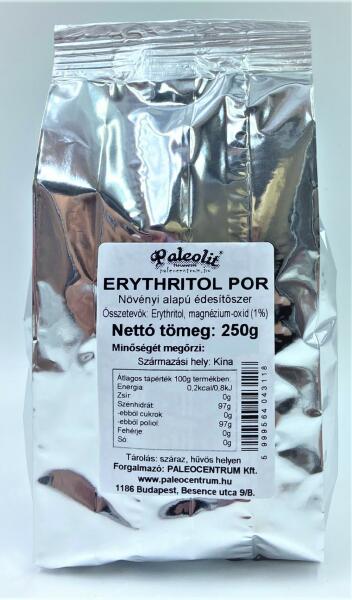 Paleolit
paleocentrum.hu
ERYTHRITOL POR
Növényi alapú édesítőszer
Összetevők: Erythritol, magnézium-oxid (1%)
Nettó tömeg: 250g
Minőségét megőrzi:
Származási hely: Kína
Átlagos tápérték 100g termékben:
Energia 0,2kcal/0,8kJ
Zsír 0g
Szénhidrát 97g
-ebből cukrok 0g
-ebből poliol 97g
Fehérje 0g
Só 0g
5 999564 043118
Tárolás: száraz, hűvös helyen
Forgalmazó: PALEOCENTRUM Kft.
www.paleocentrum.hu
1186 Budapest, Besence utca 9/B.